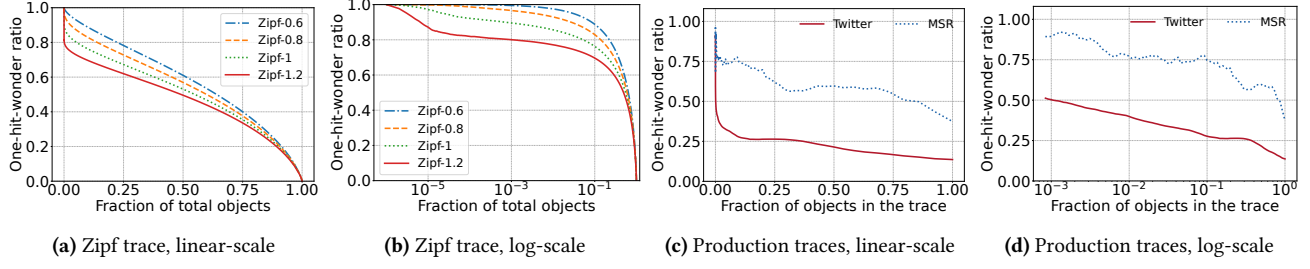 One-hit-wonder ratio
1.0
0.8
0.6
0.4
0.2
0.0
Zipf-0.6
Zipf-0.8
Zipf-1
Zipf-1.2
0.00 0.25 0.50 0.75 1.00
Fraction of total objects
(a) Zipf trace, linear-scale
One-hit-wonder ratio
1.0
0.8
0.6
0.4
0.2
0.0
Zipf-0.6
Zipf-0.8
Zipf-1
Zipf-1.2
10⁻⁵ 10⁻³ 10⁻¹
Fraction of total objects
(b) Zipf trace, log-scale
One-hit-wonder ratio
1.00
0.75
0.50
0.25
0.00
Twitter MSR
0.00 0.25 0.50 0.75 1.00
Fraction of objects in the trace
(c) Production traces, linear-scale
One-hit-wonder ratio
1.00
0.75
0.50
0.25
0.00
Twitter MSR
10⁻³ 10⁻² 10⁻¹ 10⁰
Fraction of objects in the trace
(d) Production traces, log-scale